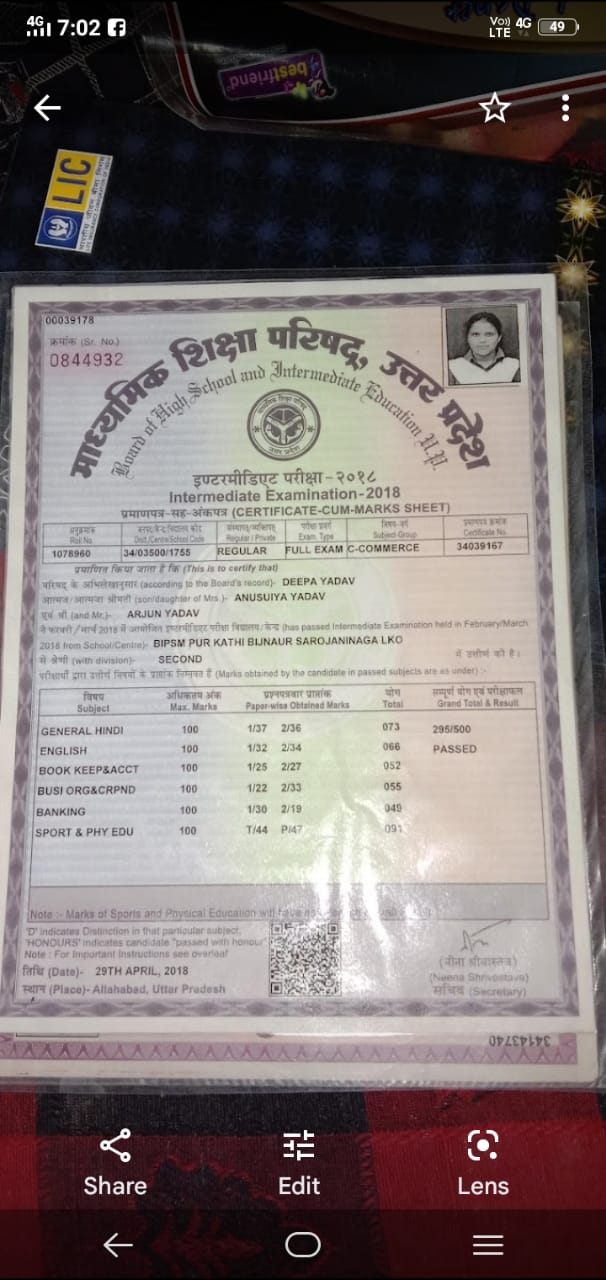 4G 7:02
Vo)) 4G
LTE 49
bestfriend
LIC
भारतीय जीवन बीमा निगम
LIFE INSURANCE CORPORATION OF INDIA
00039178
क्रमांक (Sr. No.)
0844932
माध्यमिक शिक्षा परिषद्, उत्तर प्रदेश
Board of High School and Intermediate Education U.P.
इण्टरमीडिएट परीक्षा-२०१८
Intermediate Examination-2018
प्रमाणपत्र-सह-अंकपत्र (CERTIFICATE-CUM-MARKS SHEET)
अनुक्रमांक Roll No. Dist./Centre/School Code संस्थागत/व्यक्तिगत Regular / Private परीक्षा प्रकार Exam. Type विषय-वर्ग Subject-Group प्रमाणपत्र क्रमांक Certificate No.
1078960 34/03500/1755 REGULAR FULL EXAM C-COMMERCE 34039167
प्रमाणित किया जाता है कि (This is to certify that)
परिषद् के अभिलेखानुसार (according to the Board's record)- DEEPA YADAV
आत्मज/आत्मजा श्रीमती (son/daughter of Mrs.)- ANUSUIYA YADAV
एवं श्री (and Mr.)- ARJUN YADAV
ने फरवरी/मार्च 2018 में आयोजित इण्टरमीडिएट परीक्षा विद्यालय/केन्द्र (has passed Intermediate Examination held in February/March
2018 from School/Centre)- BIPSM PUR KATHI BIJNAUR SAROJANINAGA LKO
में श्रेणी (with division)- SECOND में उत्तीर्ण की है।
परीक्षार्थी द्वारा उत्तीर्ण विषयों के प्राप्तांक निम्नवत हैं (Marks obtained by the candidate in passed subjects are as under) :-
विषय अधिकतम अंक प्रश्नपत्रवार प्राप्तांक योग सम्पूर्ण योग एवं परीक्षाफल
Subject Max. Marks Paper-wise Obtained Marks Total Grand Total & Result
GENERAL HINDI 100 1/37 2/36 073 295/500
ENGLISH 100 1/32 2/34 066 PASSED
BOOK KEEP&ACCT 100 1/25 2/27 052
BUSI ORG&CRPND 100 1/22 2/33 055
BANKING 100 1/30 2/19 049
SPORT & PHY EDU 100 T/44 P/47 091
Note :- Marks of Sports and Physical Education will have
'D' indicates Distinction in that particular subject,
'HONOURS' indicates candidate "passed with honour"
Note : For Important Instructions see overleaf
तिथि (Date)- 29TH APRIL, 2018
स्थान (Place)- Allahabad, Uttar Pradesh
(नीना श्रीवास्तव)
(Neena Shrivastava)
सचिव (Secretary)
34143740
Share Edit Lens